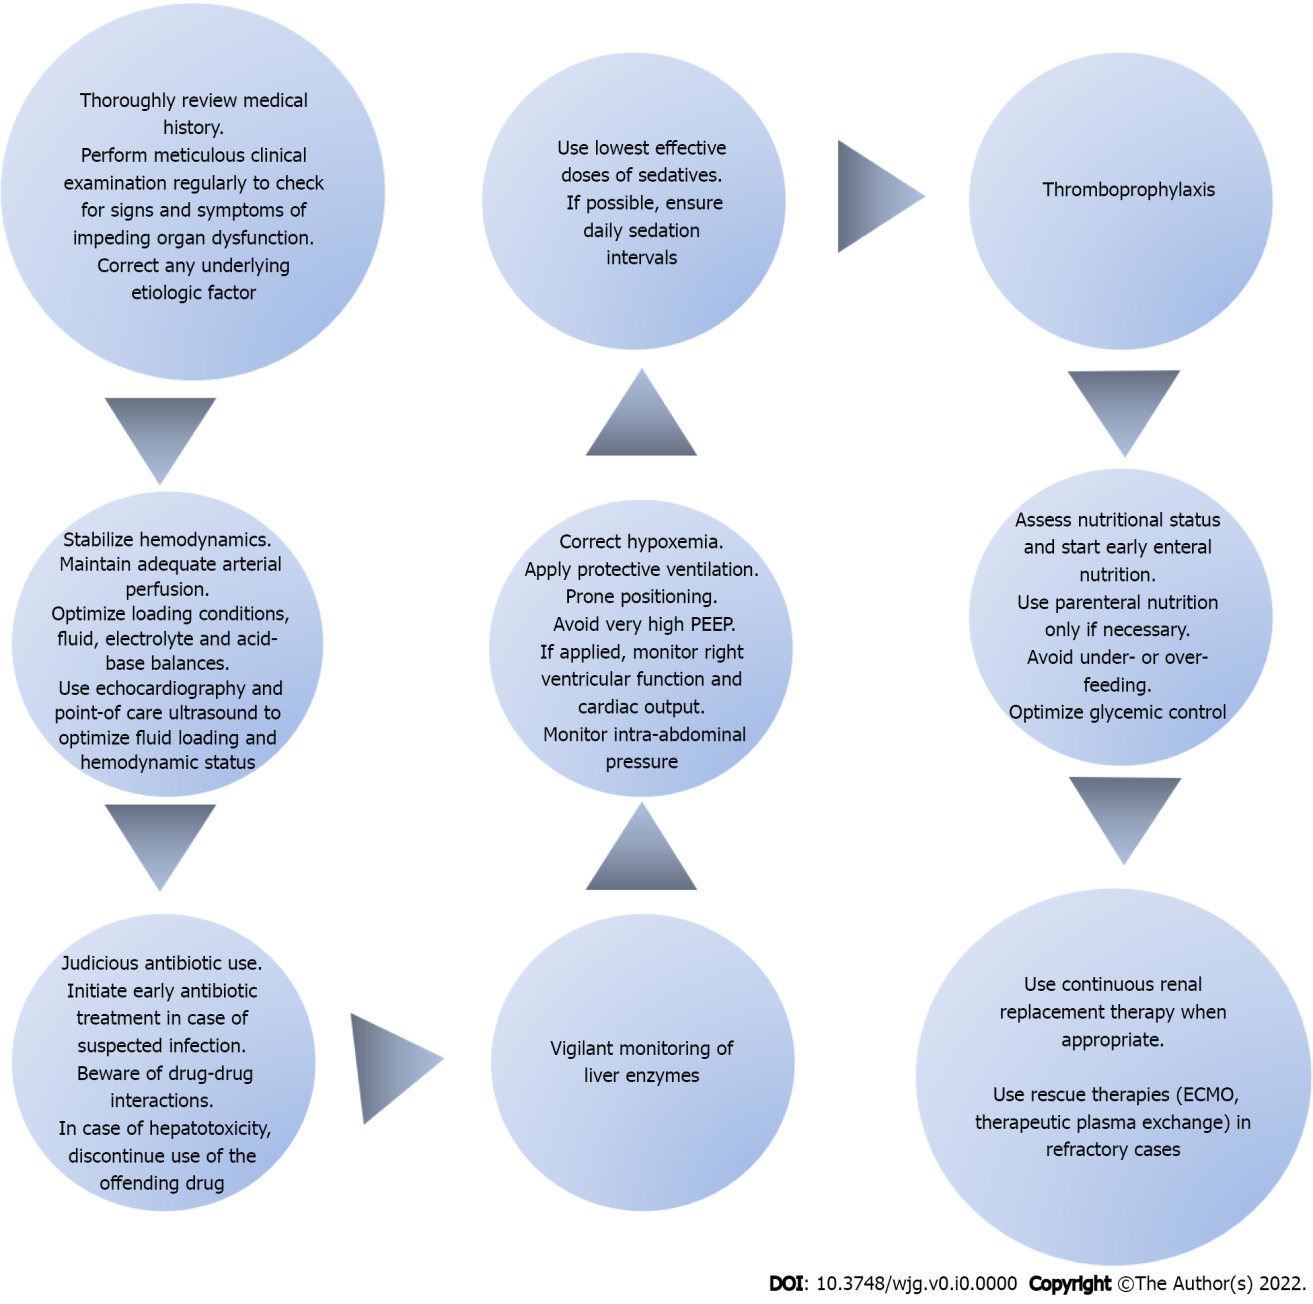 Thoroughly review medical
history.
Perform meticulous clinical
examination regularly to check
for signs and symptoms of
impeding organ dysfunction.
Correct any underlying
etiologic factor
Stabilize hemodynamics.
Maintain adequate arterial
perfusion.
Optimize loading conditions,
fluid, electrolyte and acid-
base balances.
Use echocardiography and
point-of care ultrasound to
optimize fluid loading and
hemodynamic status
Judicious antibiotic use.
Initiate early antibiotic
treatment in case of
suspected infection.
Beware of drug-drug
interactions.
In case of hepatotoxicity,
discontinue use of the
offending drug
Vigilant monitoring of
liver enzymes
Correct hypoxemia.
Apply protective ventilation.
Prone positioning.
Avoid very high PEEP.
If applied, monitor right
ventricular function and
cardiac output.
Monitor intra-abdominal
pressure
Use lowest effective
doses of sedatives.
If possible, ensure
daily sedation
intervals
Thromboprophylaxis
Assess nutritional status
and start early enteral
nutrition.
Use parenteral nutrition
only if necessary.
Avoid under- or over-
feeding.
Optimize glycemic control
Use continuous renal
replacement therapy when
appropriate.
Use rescue therapies (ECMO,
therapeutic plasma exchange) in
refractory cases
DOI: 10.3748/wjg.v0.i0.0000 Copyright ©The Author(s) 2022.